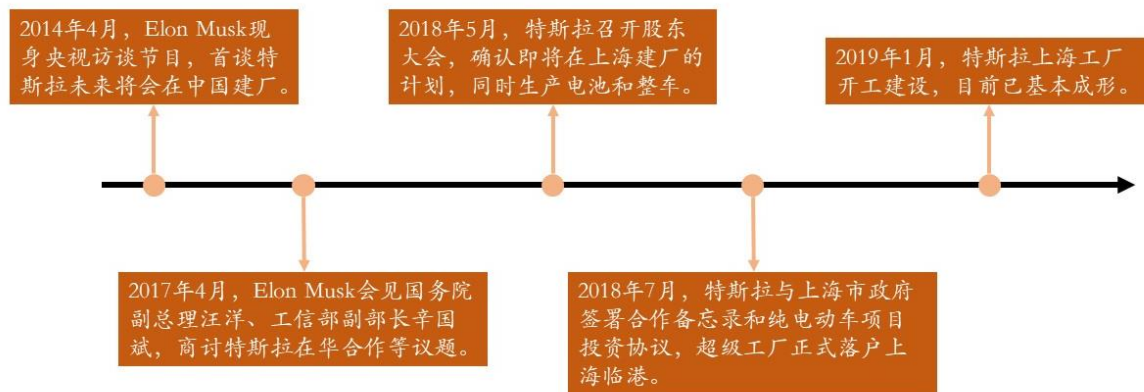 2014年4月，Elon Musk现
身央视访谈节目，首谈特
斯拉未来将会在中国建厂。
2017年4月，Elon Musk会见国务院
副总理汪洋、工信部副部长辛国
斌，商讨特斯拉在华合作等议题。
2018年5月，特斯拉召开股东
大会，确认即将在上海建厂的
计划，同时生产电池和整车。
2018年7月，特斯拉与上海市政府
签署合作备忘录和纯电动车项目
投资协议，超级工厂正式落户上
海临港。
2019年1月，特斯拉上海工厂
开工建设，目前已基本成形。